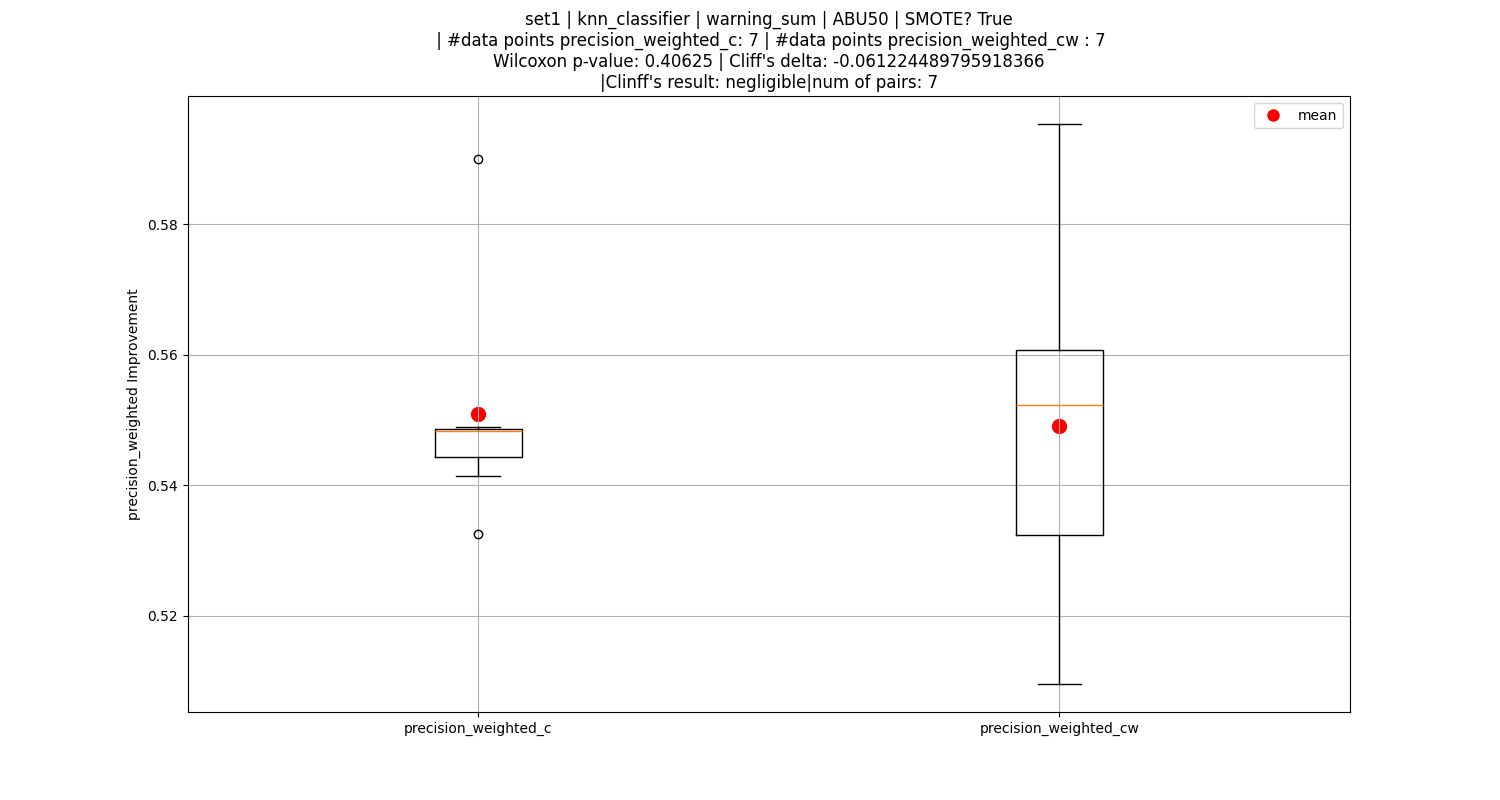 set1 | knn_classifier | warning_sum | ABU50 | SMOTE? True
| #data points precision_weighted_c: 7 | #data points precision_weighted_cw : 7
Wilcoxon p-value: 0.40625 | Cliff's delta: -0.061224489795918366
|Clinff's result: negligible|num of pairs: 7
mean
precision_weighted Improvement
0.58
0.56
0.54
0.52
precision_weighted_c
precision_weighted_cw